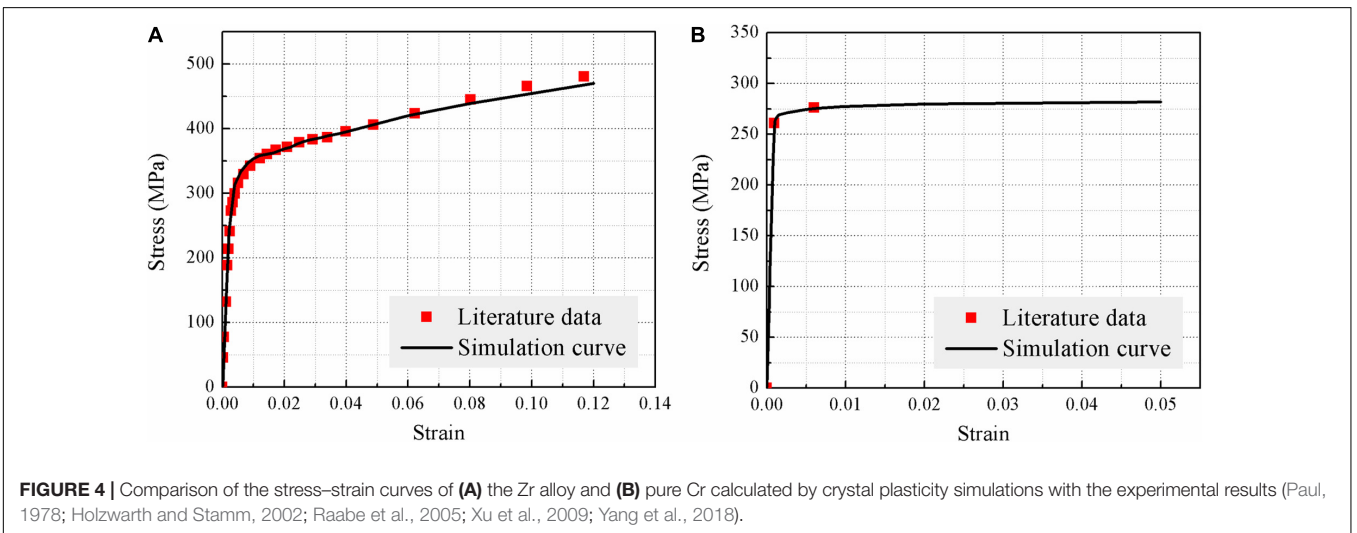 A
B
500
400
300
200
100
0
Stress (MPa)
0.00 0.02 0.04 0.06 0.08 0.10 0.12 0.14
Strain
Literature data
Simulation curve
350
300
250
200
150
100
50
0
Stress (MPa)
0.00 0.01 0.02 0.03 0.04 0.05
Strain
Literature data
Simulation curve
FIGURE 4 | Comparison of the stress–strain curves of (A) the Zr alloy and (B) pure Cr calculated by crystal plasticity simulations with the experimental results (Paul,
1978; Holzwarth and Stamm, 2002; Raabe et al., 2005; Xu et al., 2009; Yang et al., 2018).